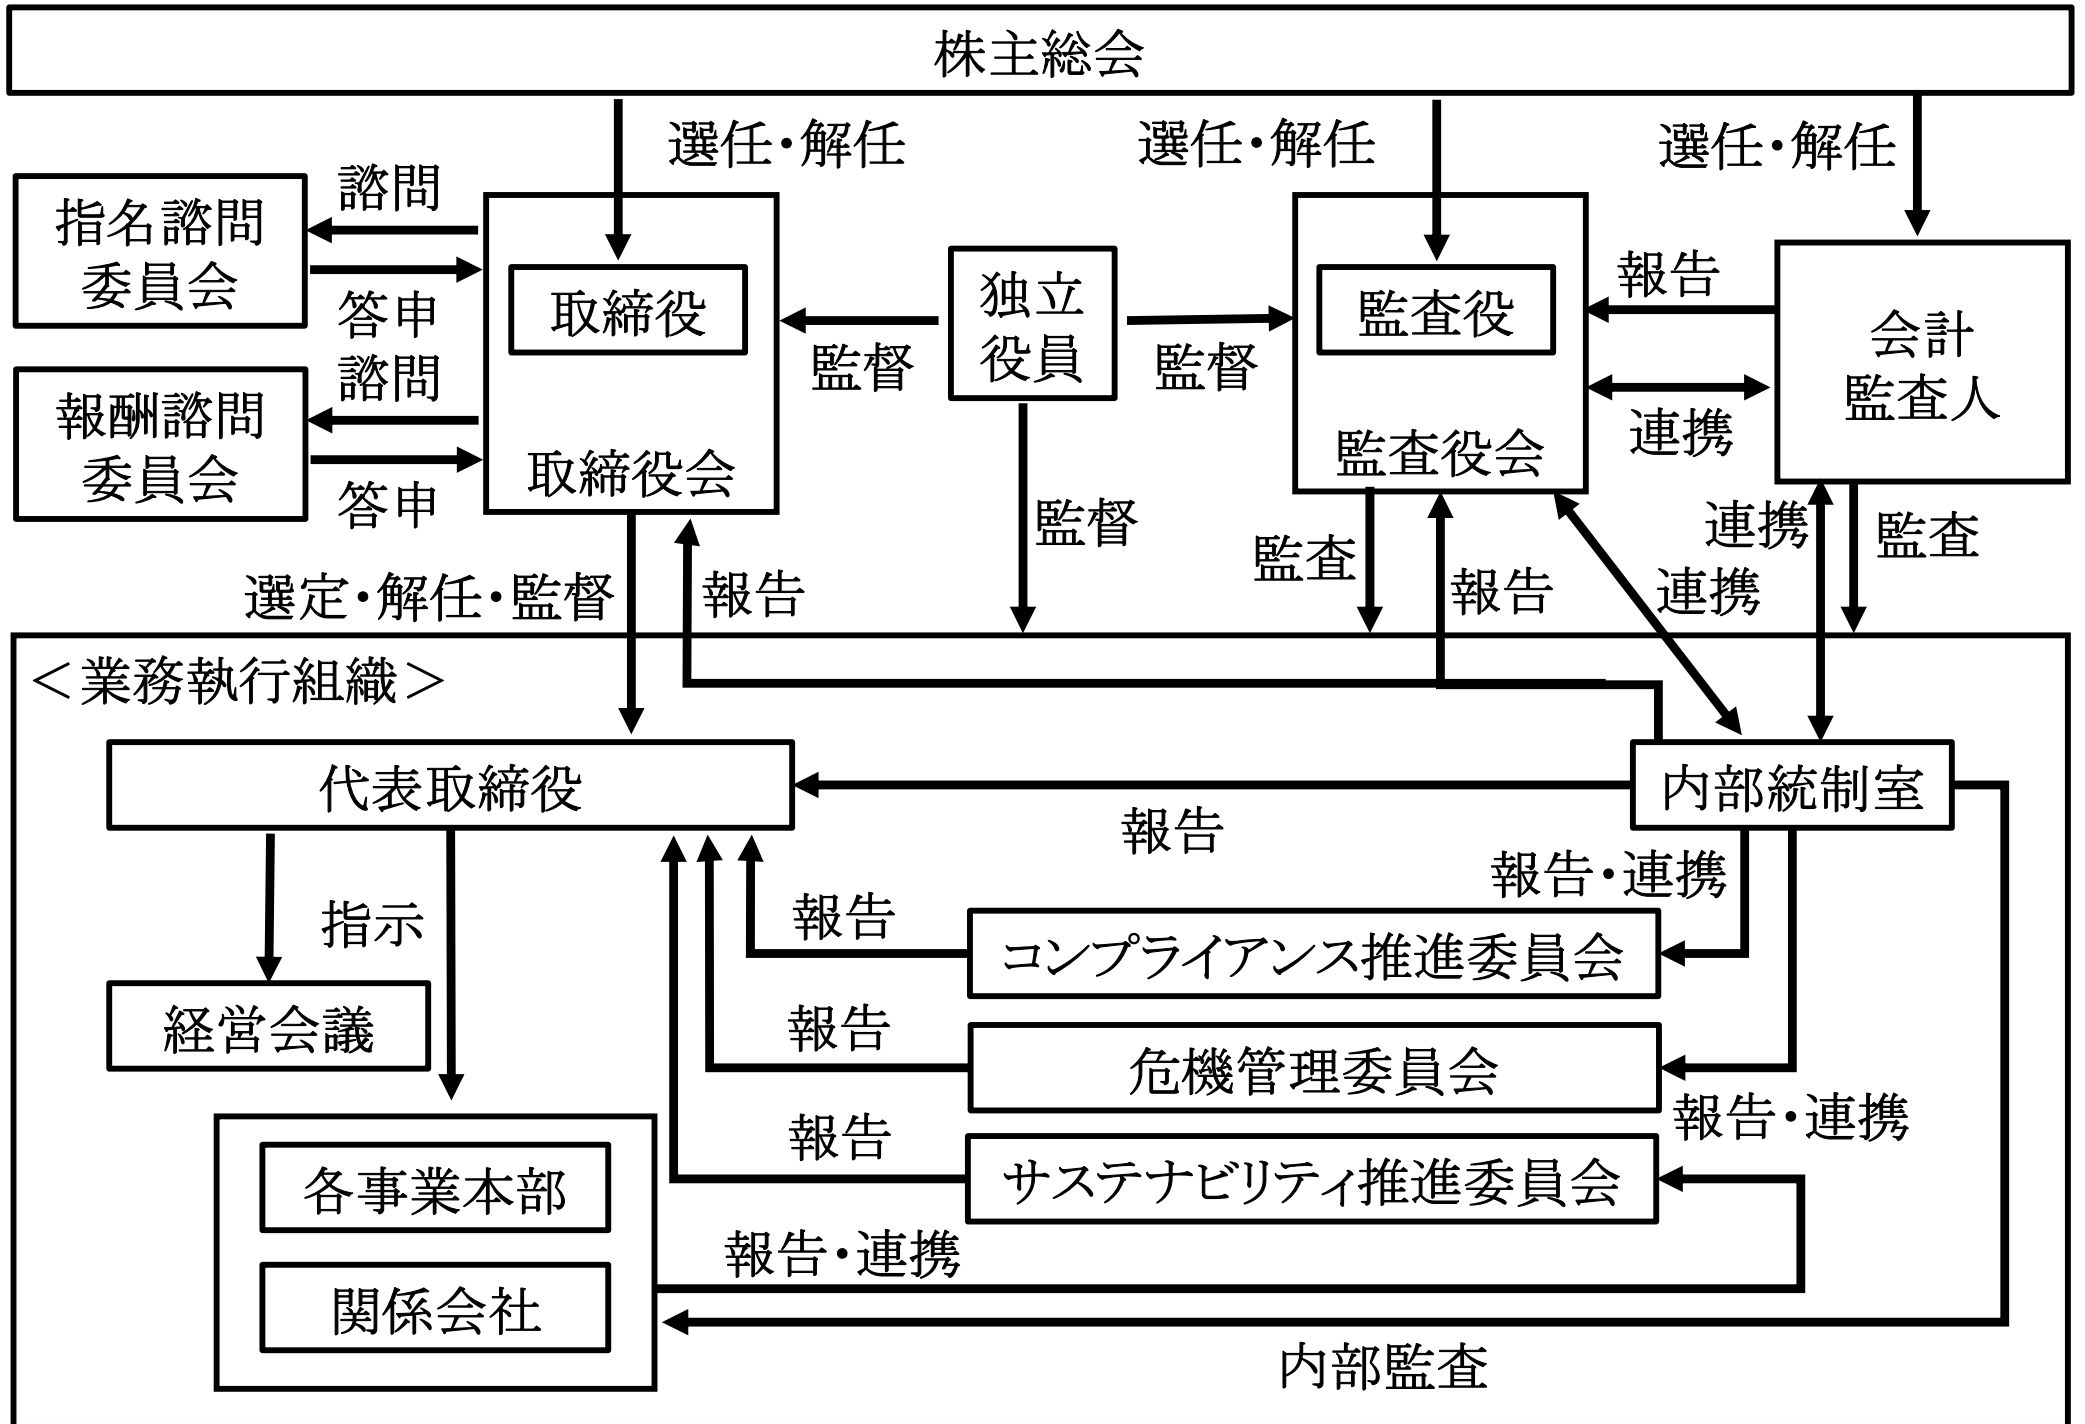 株主総会
選任・解任
選任・解任
選任・解任
指名諮問
委員会
諮問
答申
報酬諮問
委員会
諮問
答申
取締役
取締役会
監督
独立
役員
監督
監督
監査役
監査役会
報告
連携
会計
監査人
選定・解任・監督
報告
監査
報告
連携
連携
監査
＜業務執行組織＞
代表取締役
内部統制室
報告
指示
報告・連携
報告
コンプライアンス推進委員会
経営会議
報告
危機管理委員会
報告・連携
報告
サステナビリティ推進委員会
各事業本部
報告・連携
関係会社
内部監査